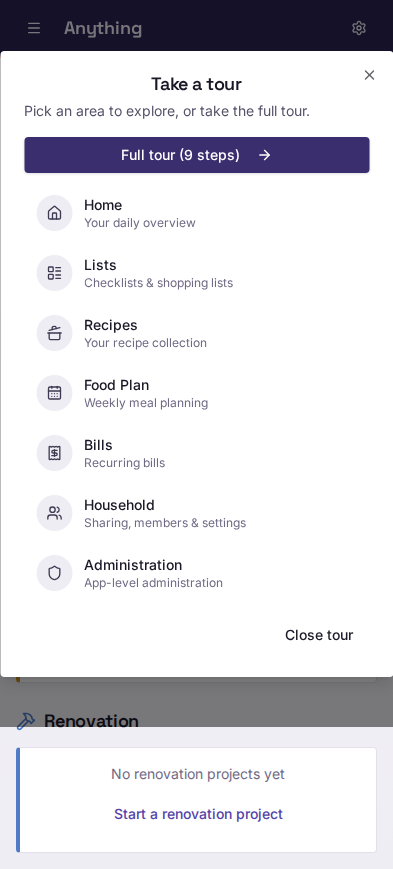 Anything
Take a tour
Pick an area to explore, or take the full tour.
Full tour (9 steps)
Home
Your daily overview
Lists
Checklists & shopping lists
Recipes
Your recipe collection
Food Plan
Weekly meal planning
Bills
Recurring bills
Household
Sharing, members & settings
Administration
App-level administration
Close tour
Renovation
No renovation projects yet
Start a renovation project